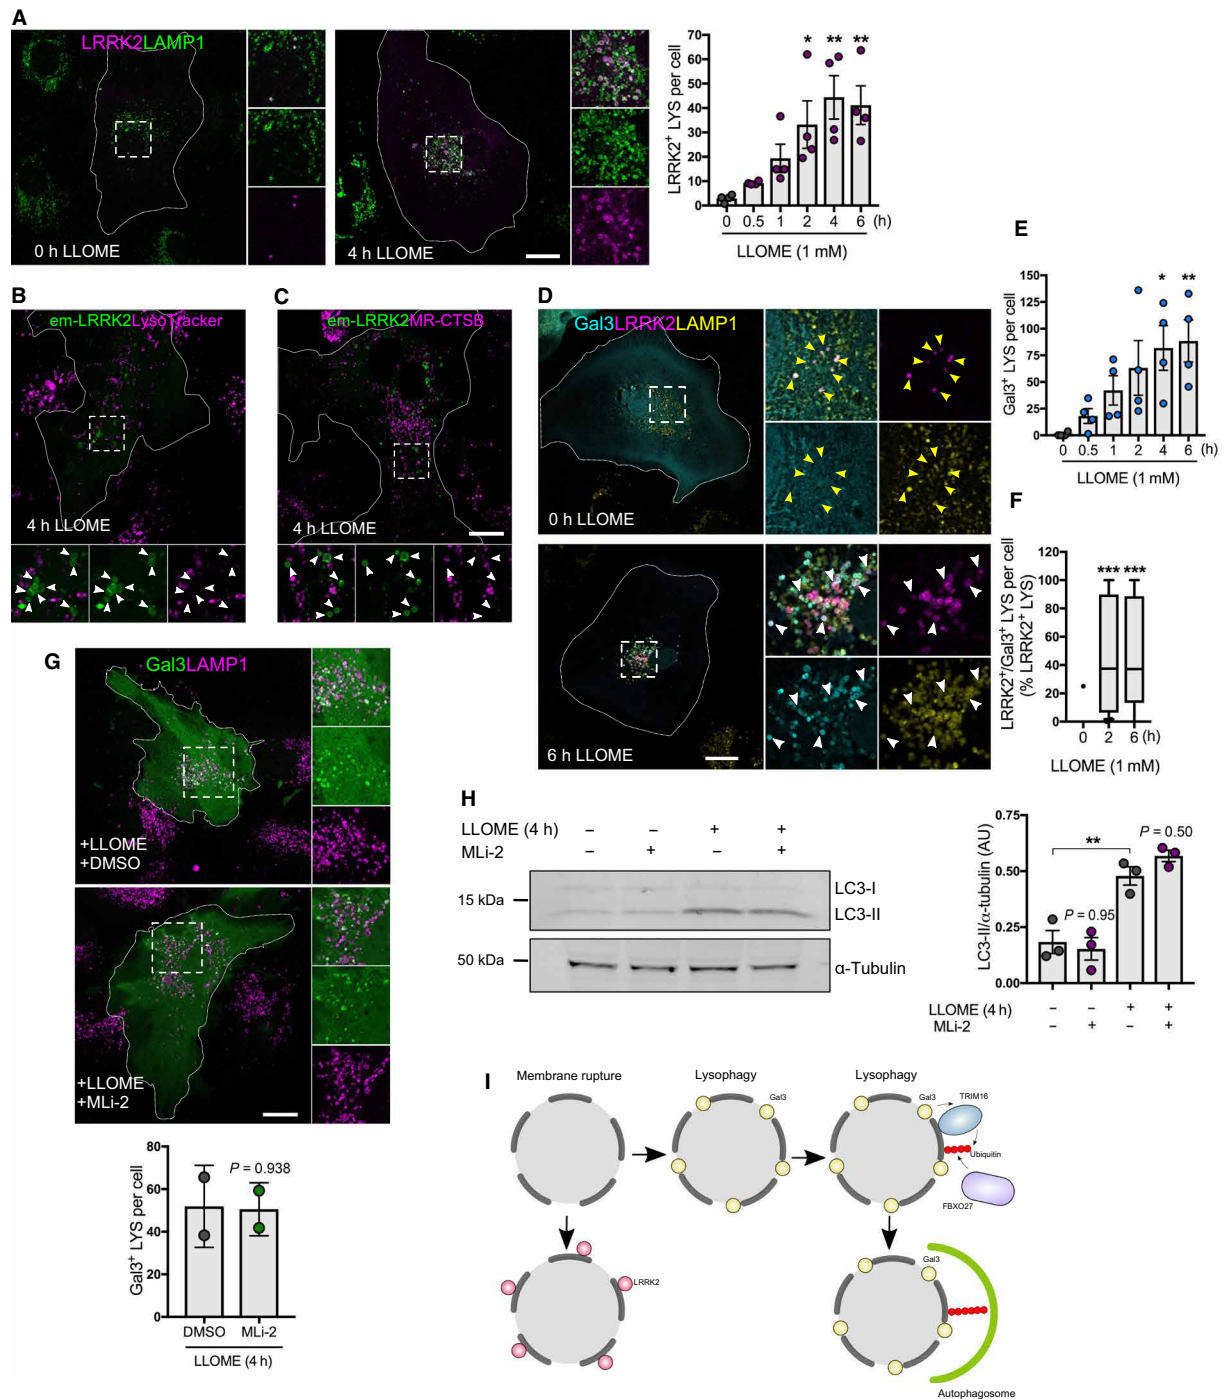 A
LRRK2LAMP1
0 h LLOME
4 h LLOME
LRRK2⁺ LYS per cell
70
60
50
40
30
20
10
0
* ** **
0 0.5 1 2 4 6 (h)
LLOME (1 mM)
B
em-LRRK2LysoTracker
4 h LLOME
C
em-LRRK2MR-CTSB
4 h LLOME
D
Gal3LRRK2LAMP1
0 h LLOME
6 h LLOME
E
Gal3⁺ LYS per cell
150
125
100
75
50
25
0
* **
0 0.5 1 2 4 6 (h)
LLOME (1 mM)
F
LRRK2⁺/Gal3⁺ LYS per cell
(% LRRK2⁺ LYS)
120
100
80
60
40
20
0
*** ***
0 2 6 (h)
LLOME (1 mM)
G
Gal3LAMP1
+LLOME
+DMSO
+LLOME
+MLi-2
Gal3⁺ LYS per cell
80
60
40
20
0
P = 0.938
DMSO MLi-2
LLOME (4 h)
H
LLOME (4 h) – – + +
MLi-2 – + – +
15 kDa
LC3-I
LC3-II
50 kDa
α-Tubulin
LC3-II/α-tubulin (AU)
0.75
0.50
0.25
0.00
**
P = 0.95
P = 0.50
LLOME (4 h) – – + +
MLi-2 – + – +
I
Membrane rupture
Lysophagy
Lysophagy
Gal3
Gal3
TRIM16
Ubiquitin
FBXO27
LRRK2
Gal3
Autophagosome